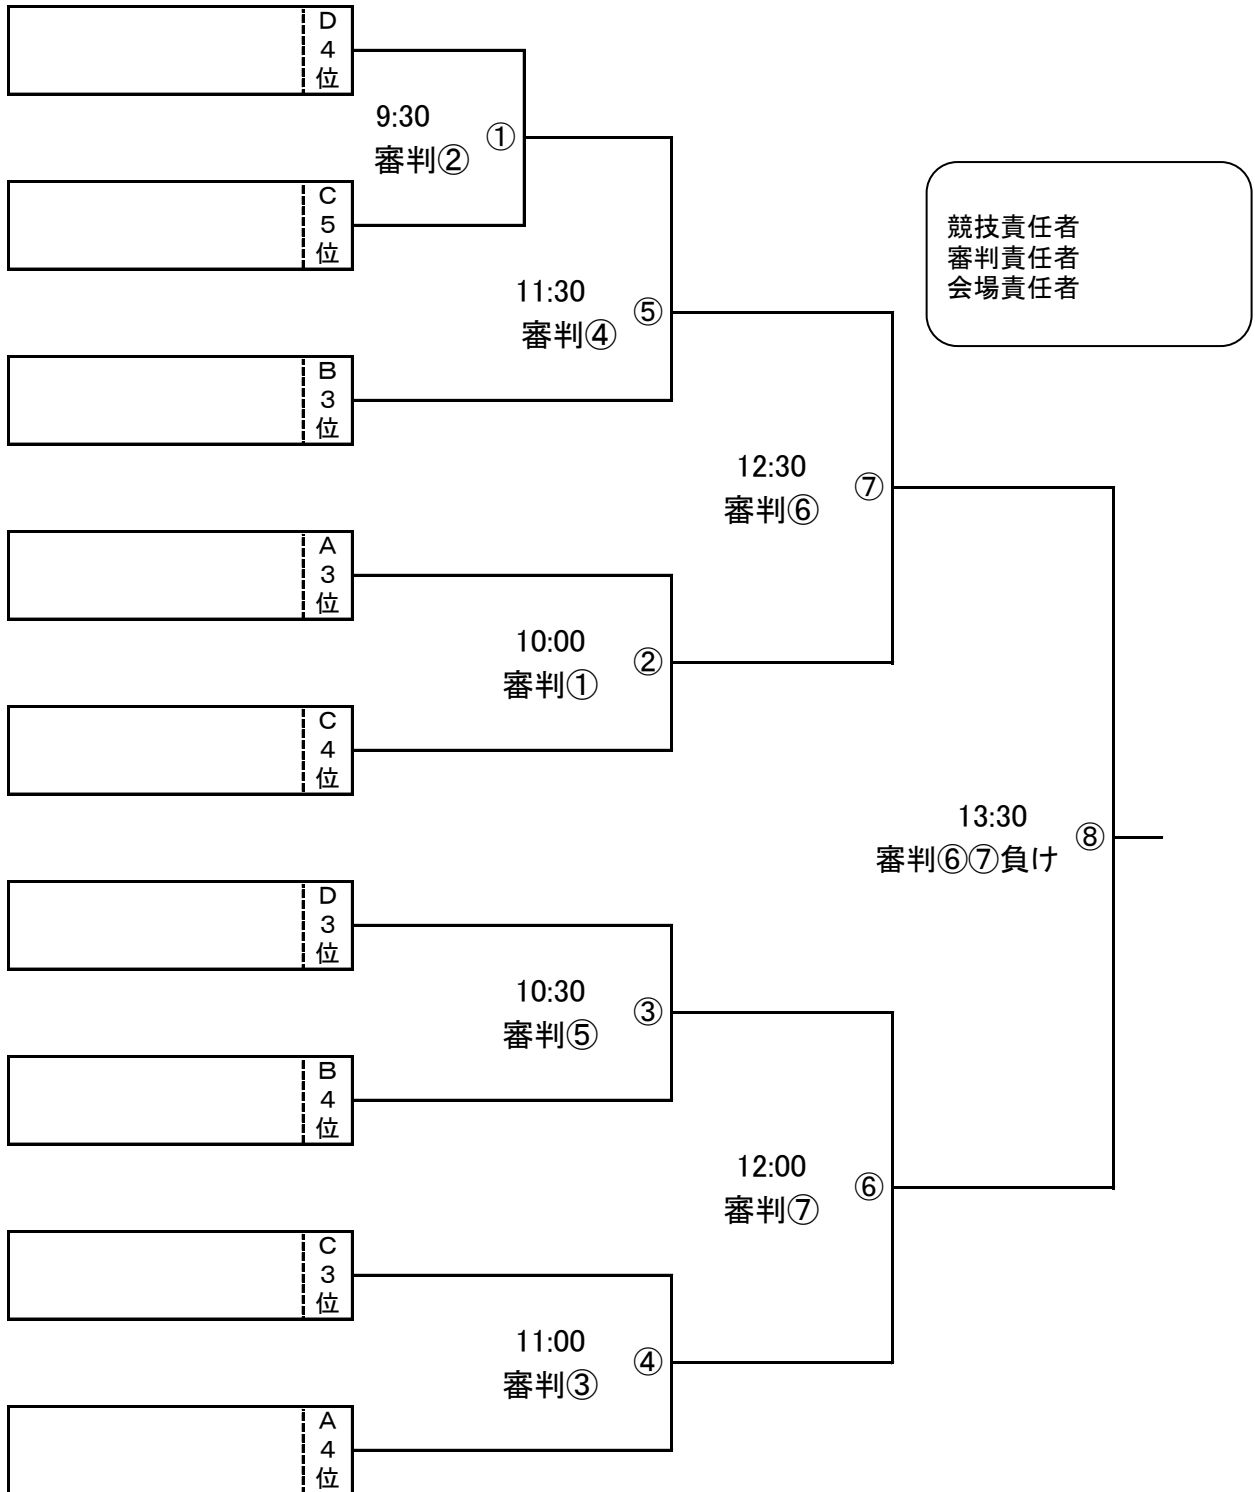 D
4
位
9:30
審判②
①
C
5
位
11:30
審判④
⑤
競技責任者
審判責任者
会場責任者
B
3
位
12:30
審判⑥
⑦
A
3
位
10:00
審判①
②
C
4
位
13:30
審判⑥⑦負け
⑧
D
3
位
10:30
審判⑤
③
B
4
位
12:00
審判⑦
⑥
C
3
位
11:00
審判③
④
A
4
位